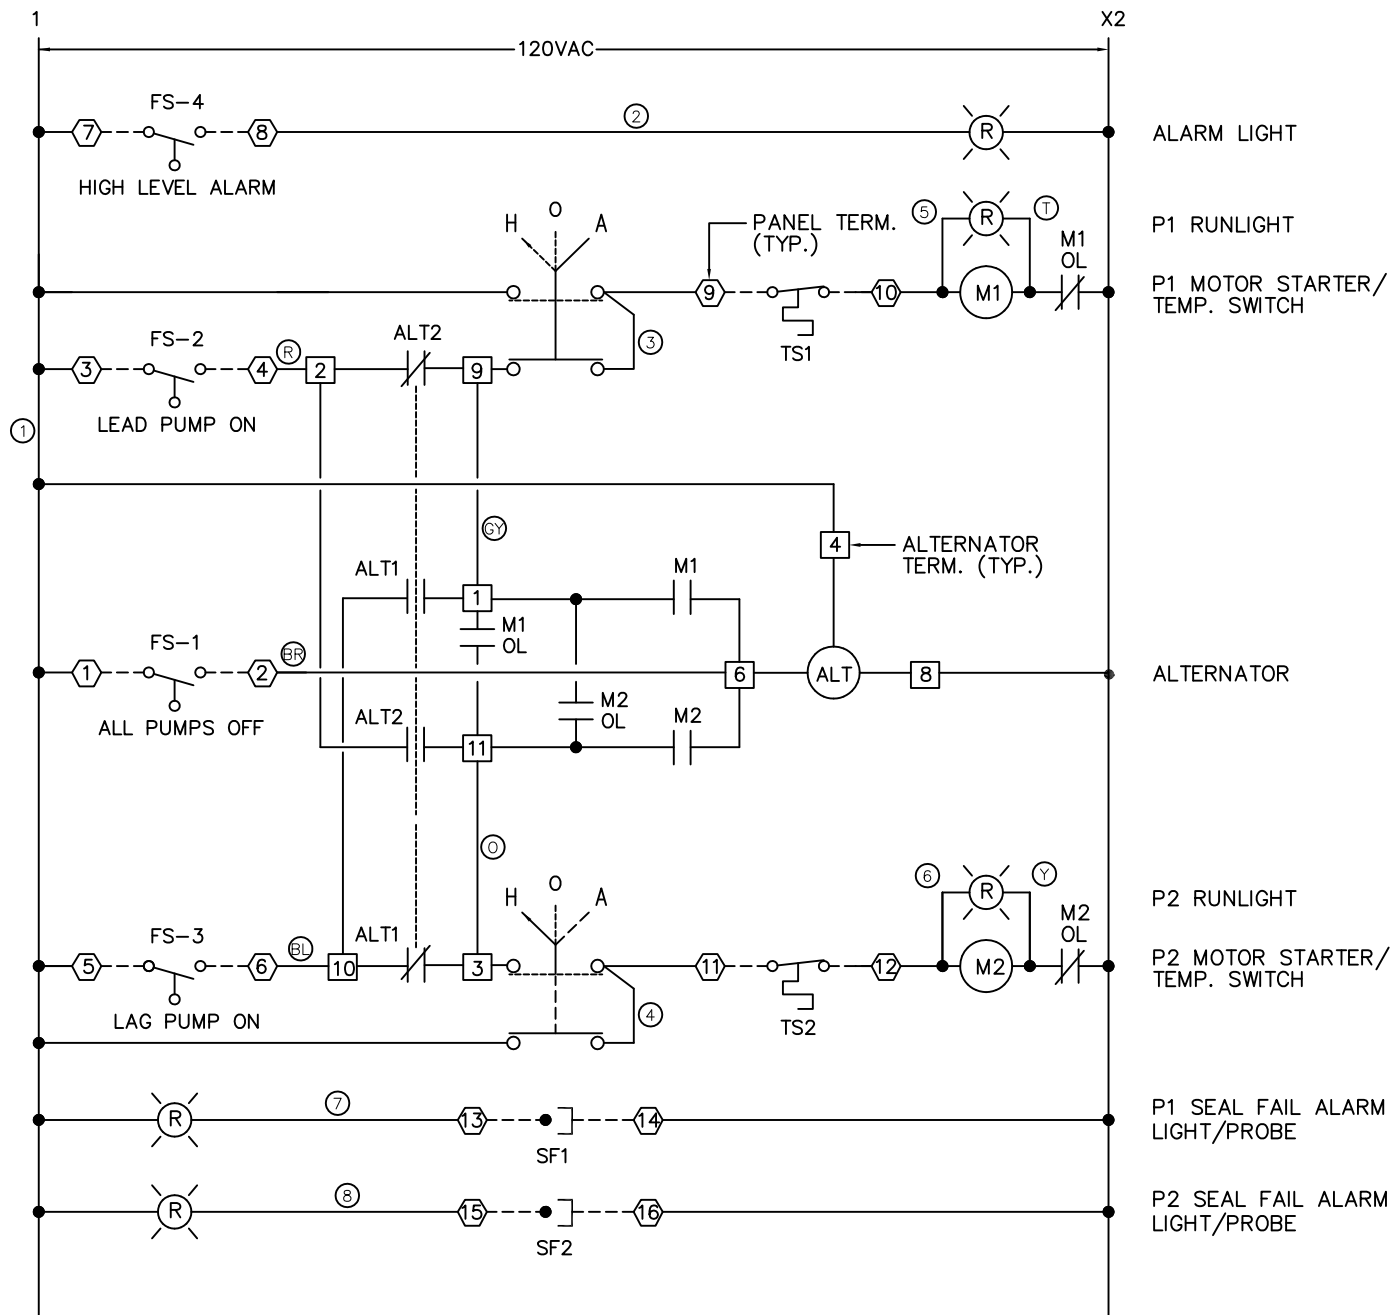 1
X2
120VAC
FS-4
7
8
2
R
ALARM LIGHT
HIGH LEVEL ALARM
H O A
PANEL TERM.
(TYP.)
5
R
T
P1 RUNLIGHT
M1
OL
9
10
M1
P1 MOTOR STARTER/
TEMP. SWITCH
TS1
3
FS-2
ALT2
3
4
R
2
9
LEAD PUMP ON
1
GY
4
ALTERNATOR
TERM. (TYP.)
ALT1
1
M1
M1
OL
FS-1
1
2
BR
6
ALT
8
ALTERNATOR
ALL PUMPS OFF
M2
OL
ALT2
11
M2
O
H O A
6
R
Y
P2 RUNLIGHT
M2
OL
FS-3
ALT1
5
6
BL
10
3
11
12
M2
P2 MOTOR STARTER/
TEMP. SWITCH
LAG PUMP ON
4
TS2
R
7
13
14
SF1
P1 SEAL FAIL ALARM
LIGHT/PROBE
R
8
15
16
SF2
P2 SEAL FAIL ALARM
LIGHT/PROBE